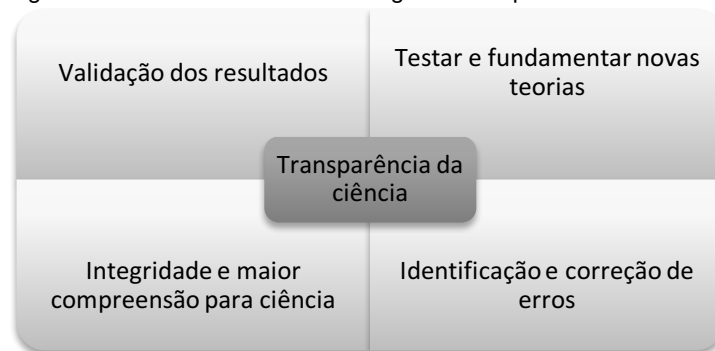 Validação dos resultados
Testar e fundamentar novas
teorias
Transparência da
ciência
Integridade e maior
compreensão para ciência
Identificação e correção de
erros